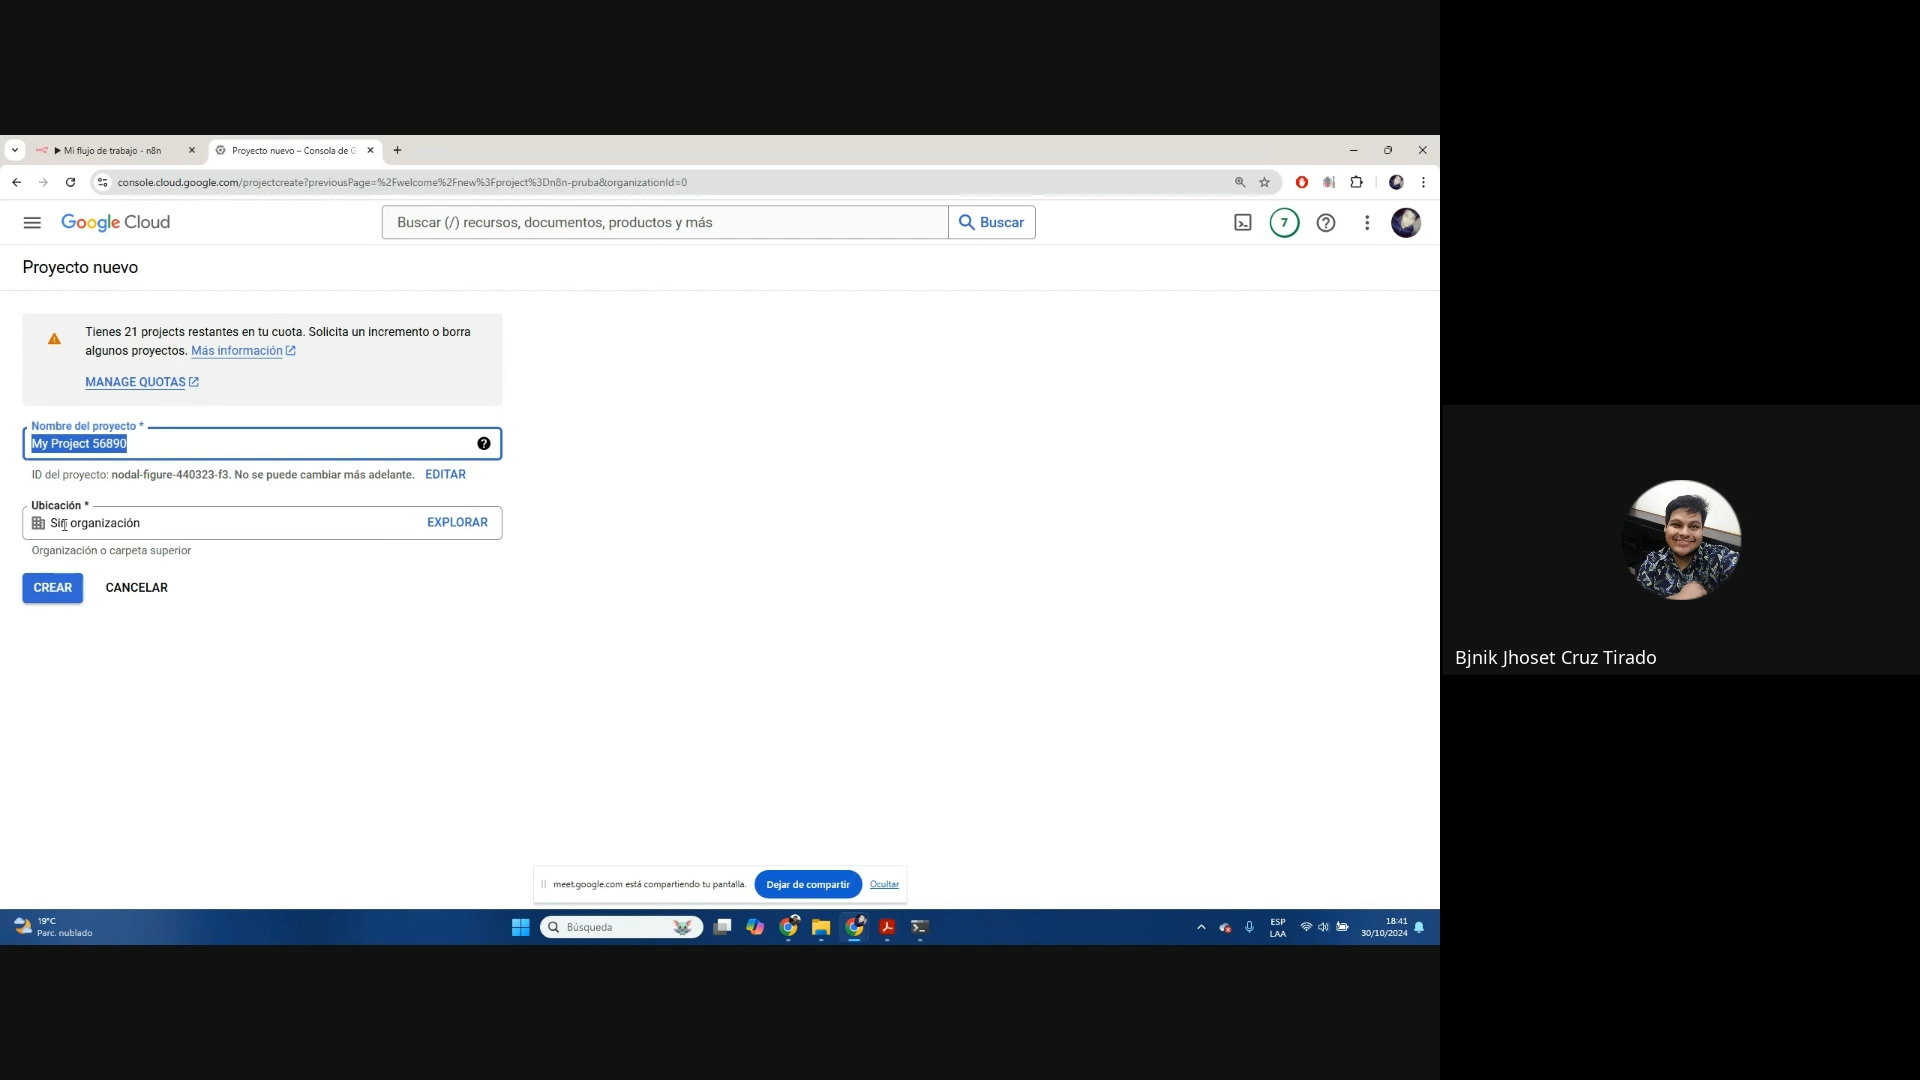 ▶ Mi flujo de trabajo - n8n
Proyecto nuevo – Consola de G
console.cloud.google.com/projectcreate?previousPage=%2Fwelcome%2Fnew%3Fproject%3Dn8n-pruba&organizationId=0
Google Cloud
Buscar (/) recursos, documentos, productos y más
Buscar
7
Proyecto nuevo
Tienes 21 projects restantes en tu cuota. Solicita un incremento o borra
algunos proyectos. Más información
MANAGE QUOTAS
Nombre del proyecto *
My Project 56890
ID del proyecto: nodal-figure-440323-f3. No se puede cambiar más adelante. EDITAR
Ubicación *
Sin organización
EXPLORAR
Organización o carpeta superior
CREAR
CANCELAR
Bjnik Jhoset Cruz Tirado
meet.google.com está compartiendo tu pantalla.
Dejar de compartir
Ocultar
19°C
Parc. nublado
Búsqueda
ESP
LAA
18:41
30/10/2024